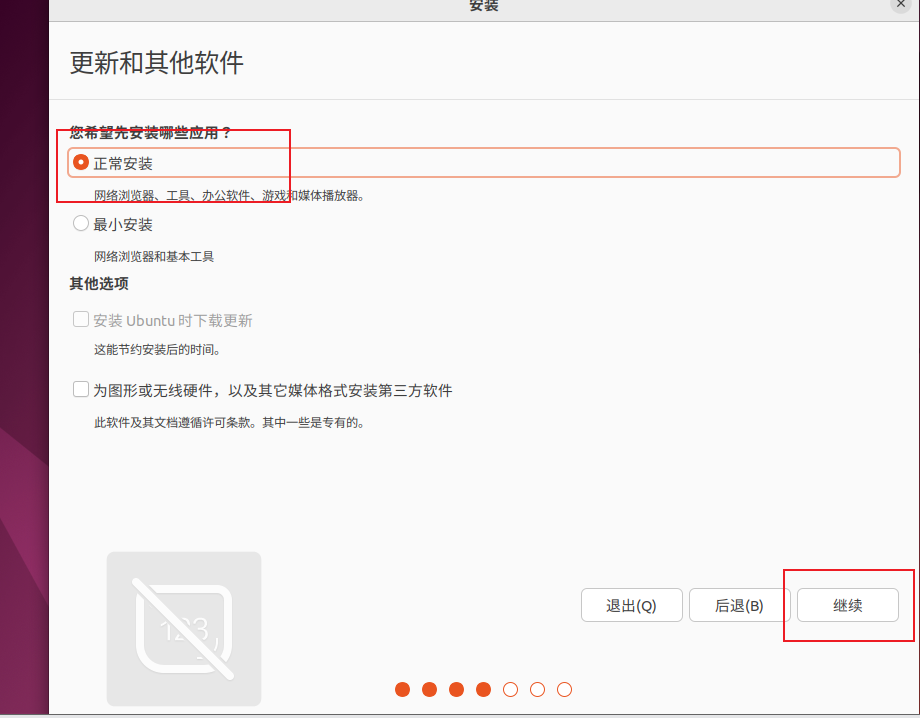 安装
更新和其他软件
您希望先安装哪些应用？
正常安装
网络浏览器、工具、办公软件、游戏和媒体播放器。
最小安装
网络浏览器和基本工具
其他选项
安装 Ubuntu 时下载更新
这能节约安装后的时间。
为图形或无线硬件，以及其它媒体格式安装第三方软件
此软件及其文档遵循许可条款。其中一些是专有的。
123
退出(Q) 后退(B) 继续